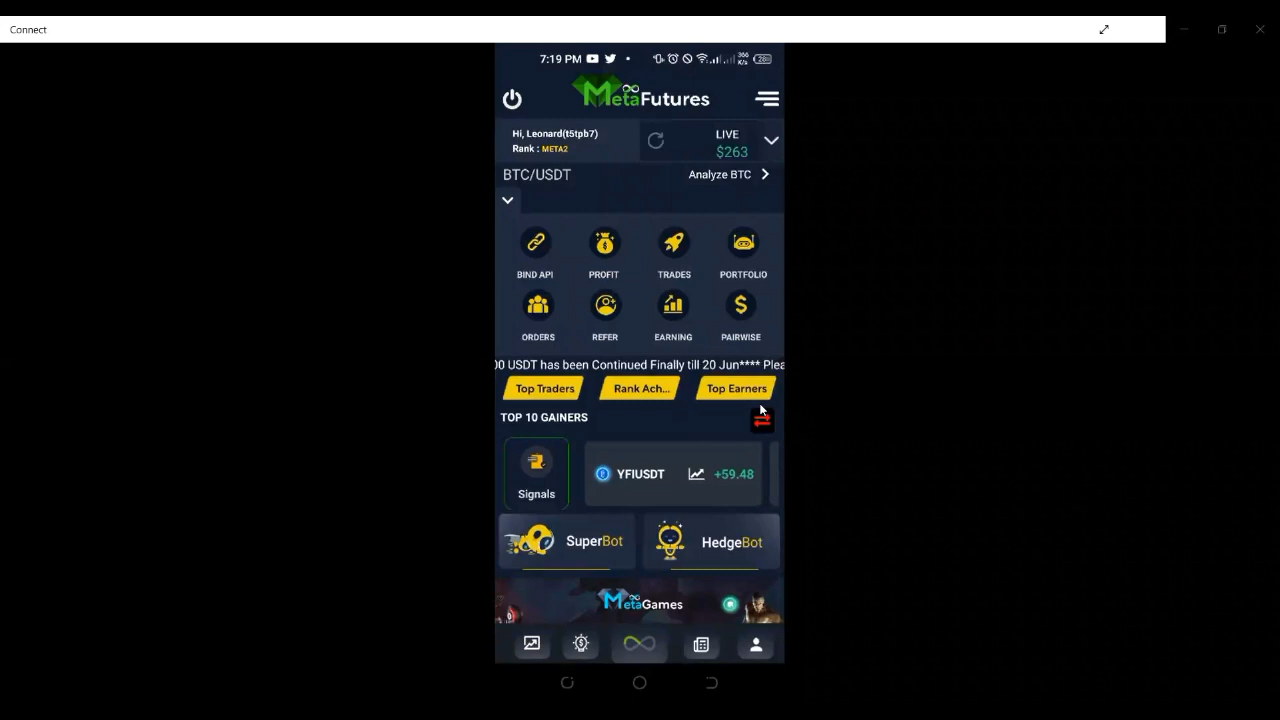 Connect
7:19 PM
366 K/s
28
MetaFutures
Hi, Leonard(t5tpb7)
Rank : META2
LIVE
$263
BTC/USDT
Analyze BTC
BIND API
PROFIT
TRADES
PORTFOLIO
ORDERS
REFER
EARNING
PAIRWISE
00 USDT has been Continued Finally till 20 Jun**** Plea
Top Traders
Rank Ach...
Top Earners
TOP 10 GAINERS
Signals
YFIUSDT
+59.48
SuperBot
HedgeBot
MetaGames